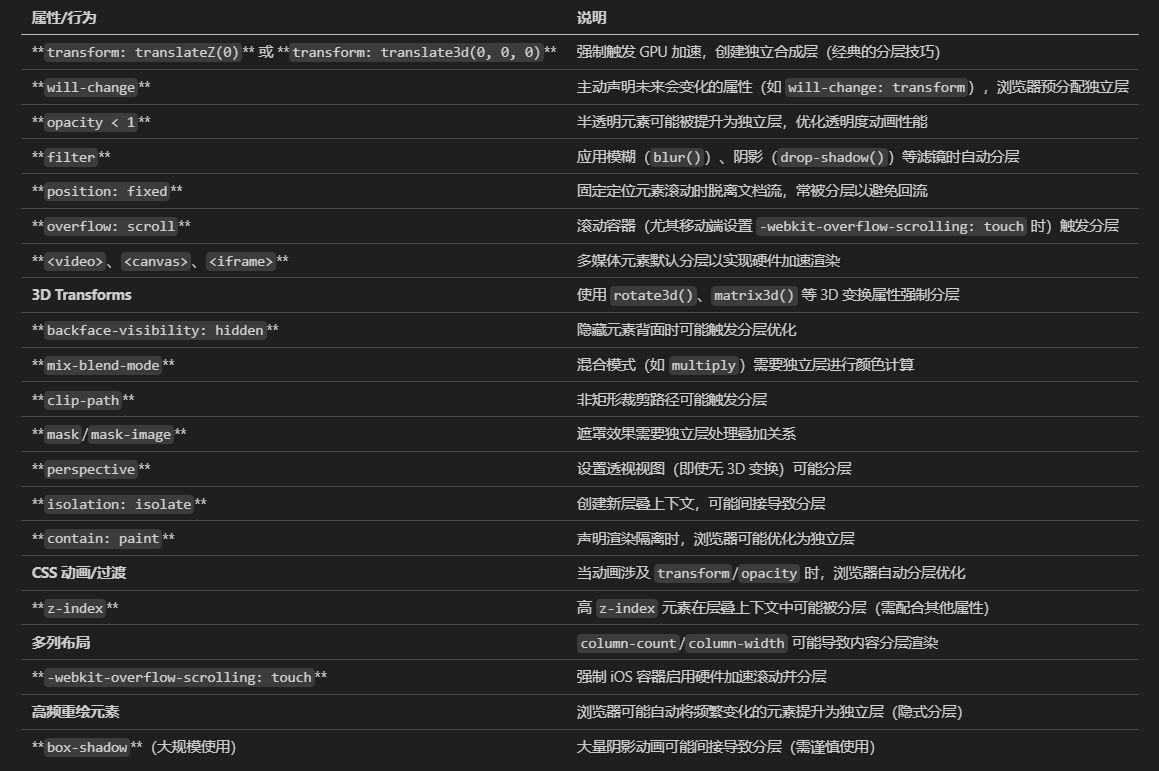 属性/行为 说明
**transform: translateZ(0)** 或 **transform: translate3d(0, 0, 0)** 强制触发 GPU 加速，创建独立合成层（经典的分层技巧）
**will-change** 主动声明未来会变化的属性（如 will-change: transform），浏览器预分配独立层
**opacity < 1** 半透明元素可能被提升为独立层，优化透明度动画性能
**filter** 应用模糊（blur()）、阴影（drop-shadow()）等滤镜时自动分层
**position: fixed** 固定定位元素滚动时脱离文档流，常被分层以避免回流
**overflow: scroll** 滚动容器（尤其移动端设置 -webkit-overflow-scrolling: touch 时）触发分层
**<video>、<canvas>、<iframe>** 多媒体元素默认分层以实现硬件加速渲染
3D Transforms 使用 rotate3d()、matrix3d() 等 3D 变换属性强制分层
**backface-visibility: hidden** 隐藏元素背面时可能触发分层优化
**mix-blend-mode** 混合模式（如 multiply）需要独立层进行颜色计算
**clip-path** 非矩形裁剪路径可能触发分层
**mask/mask-image** 遮罩效果需要独立层处理叠加关系
**perspective** 设置透视视图（即使无 3D 变换）可能分层
**isolation: isolate** 创建新层叠上下文，可能间接导致分层
**contain: paint** 声明渲染隔离时，浏览器可能优化为独立层
CSS 动画/过渡 当动画涉及 transform/opacity 时，浏览器自动分层优化
**z-index** 高 z-index 元素在层叠上下文中可能被分层（需配合其他属性）
多列布局 column-count/column-width 可能导致内容分层渲染
**-webkit-overflow-scrolling: touch** 强制 iOS 容器启用硬件加速滚动并分层
高频重绘元素 浏览器可能自动将频繁变化的元素提升为独立层（隐式分层）
**box-shadow**（大规模使用) 大量阴影动画可能间接导致分层（需谨慎使用）